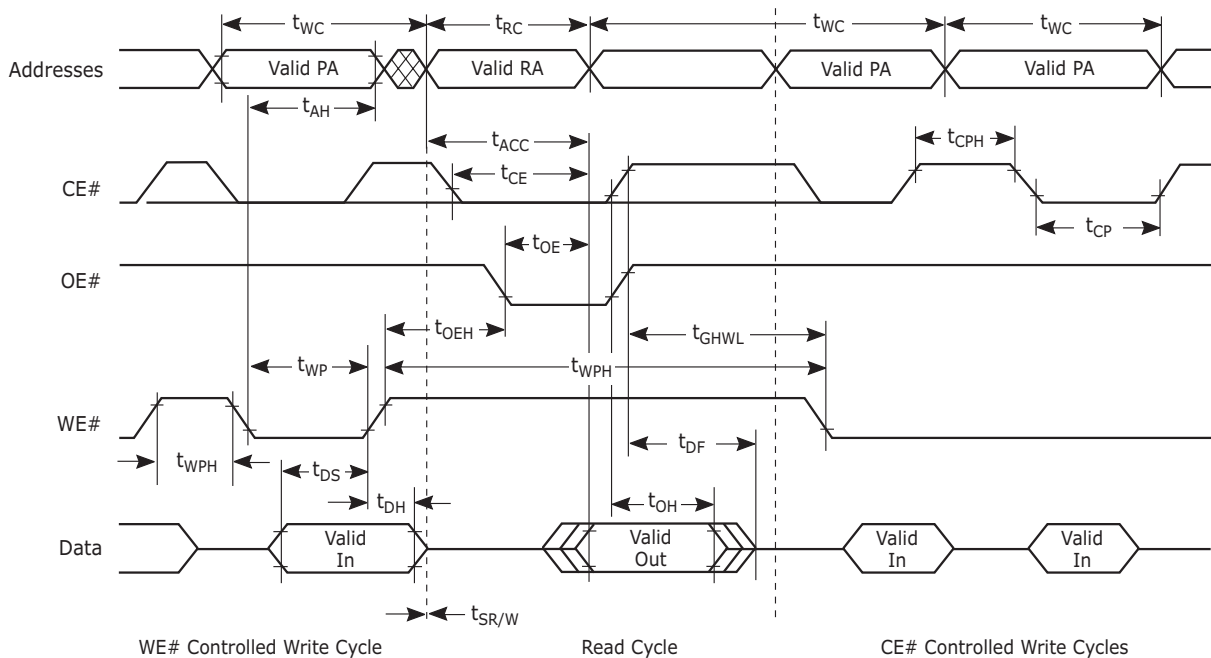 tWC
tRC
tWC
tWC
Addresses
Valid PA
Valid RA
Valid PA
Valid PA
tAH
tACC
tCPH
CE#
tCE
tCP
OE#
tOE
tOEH
tGHWL
tWP
tWPH
WE#
tWPH
tDS
tDF
tDH
tOH
Data
Valid
In
Valid
Out
Valid
In
Valid
In
tSR/W
WE# Controlled Write Cycle
Read Cycle
CE# Controlled Write Cycles